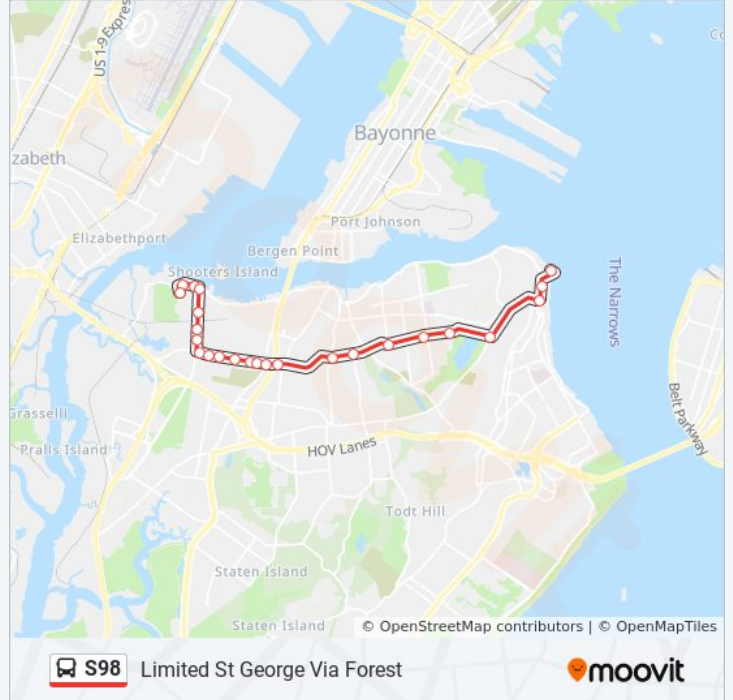 US 1-9 Express
Co
Bayonne
zabeth
Port Johnson
Elizabethport
Bergen Point
Shooters Island
The Narrows
Belt Parkway
Grasselli
Pralls Island
HOV Lanes
Todt Hill
Staten Island
Staten Island
© OpenStreetMap contributors | © OpenMapTiles
S98 Limited St George Via Forest
moovit